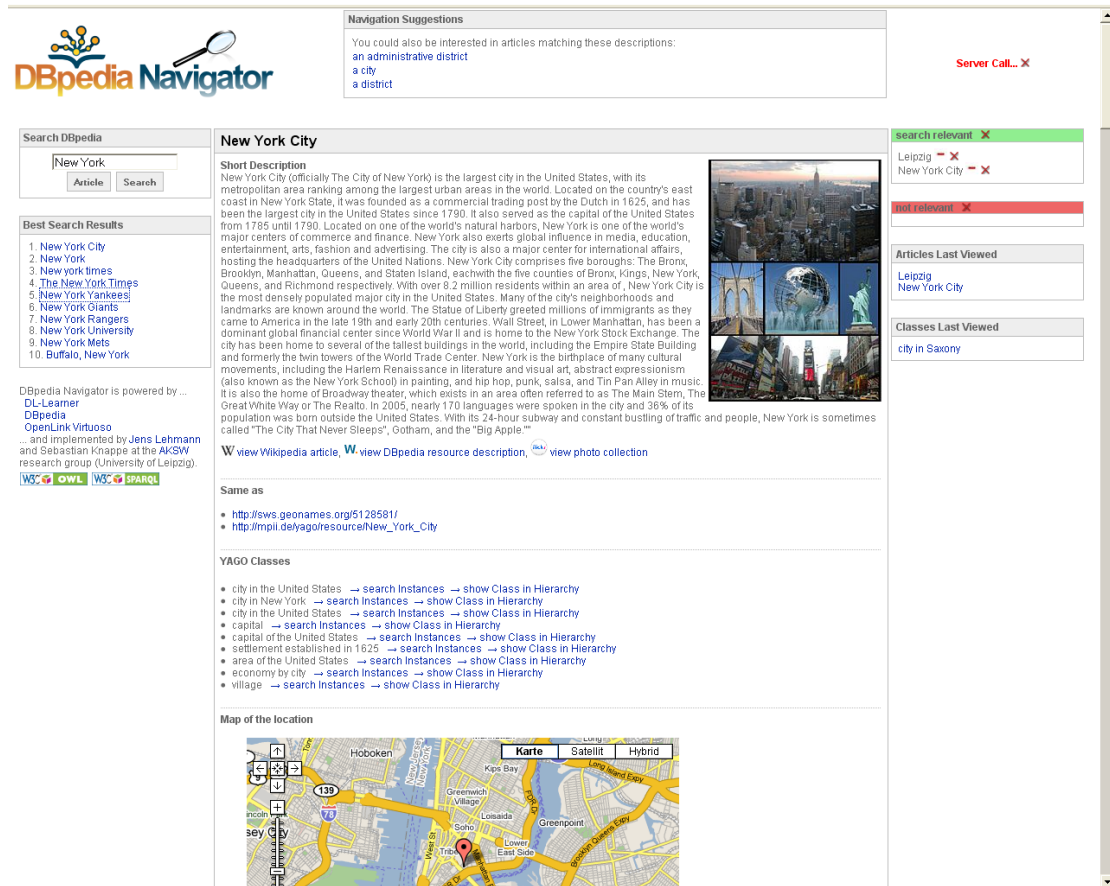 DBpedia Navigator
Navigation Suggestions
You could also be interested in articles matching these descriptions:
an administrative district
a city
a district
Server Call...
Search DBpedia
New York
Article Search
Best Search Results
1. New York City
2. New York
3. New york times
4. The New York Times
5. New York Yankees
6. New York Giants
7. New York Rangers
8. New York University
9. New York Mets
10. Buffalo, New York
DBpedia Navigator is powered by ...
DL-Learner
DBpedia
OpenLink Virtuoso
... and implemented by Jens Lehmann
and Sebastian Knappe at the AKSW
research group (University of Leipzig).
W3C OWL W3C SPARQL
New York City
Short Description
New York City (officially The City of New York) is the largest city in the United States, with its
metropolitan area ranking among the largest urban areas in the world. Located on the country's east
coast in New York State, it was founded as a commercial trading post by the Dutch in 1625, and has
been the largest city in the United States since 1790. It also served as the capital of the United States
from 1785 until 1790. Located on one of the world's natural harbors, New York is one of the world's
major centers of commerce and finance. New York also exerts global influence in media, education,
entertainment, arts, fashion and advertising. The city is also a major center for international affairs,
hosting the headquarters of the United Nations. New York City comprises five boroughs: The Bronx,
Brooklyn, Manhattan, Queens, and Staten Island, eachwith the five counties of Bronx, Kings, New York,
Queens, and Richmond respectively. With over 8.2 million residents within an area of , New York City is
the most densely populated major city in the United States. Many of the city's neighborhoods and
landmarks are known around the world. The Statue of Liberty greeted millions of immigrants as they
came to America in the late 19th and early 20th centuries. Wall Street, in Lower Manhattan, has been a
dominant global financial center since World War II and is home to the New York Stock Exchange. The
city has been home to several of the tallest buildings in the world, including the Empire State Building
and formerly the twin towers of the World Trade Center. New York is the birthplace of many cultural
movements, including the Harlem Renaissance in literature and visual art, abstract expressionism
(also known as the New York School) in painting, and hip hop, punk, salsa, and Tin Pan Alley in music.
It is also the home of Broadway theater, which exists in an area often referred to as The Main Stem, The
Great White Way or The Realto. In 2005, nearly 170 languages were spoken in the city and 36% of its
population was born outside the United States. With its 24-hour subway and constant bustling of traffic and people, New York is sometimes
called "The City That Never Sleeps", Gotham, and the "Big Apple.""
W view Wikipedia article, W. view DBpedia resource description, flickr view photo collection
Same as
• http://sws.geonames.org/5128581/
• http://mpii.de/yago/resource/New_York_City
YAGO Classes
• city in the United States → search Instances → show Class in Hierarchy
• city in New York → search Instances → show Class in Hierarchy
• city in the United States → search Instances → show Class in Hierarchy
• capital → search Instances → show Class in Hierarchy
• capital of the United States → search Instances → show Class in Hierarchy
• settlement established in 1625 → search Instances → show Class in Hierarchy
• area of the United States → search Instances → show Class in Hierarchy
• economy by city → search Instances → show Class in Hierarchy
• village → search Instances → show Class in Hierarchy
Map of the location
Karte Satellit Hybrid
Hoboken
New Jersey
New York
Kips Bay
Long Island Expy
9
139
Greenwich
Village
FDR Dr
78
Loisaida
Greenpoint
Soho
West St
Lower
East Side
Brooklyn Queens Expy
search relevant
Leipzig
New York City
not relevant
Articles Last Viewed
Leipzig
New York City
Classes Last Viewed
city in Saxony